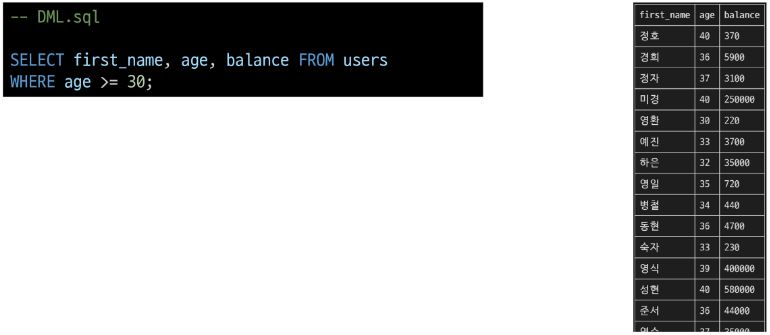 -- DML.sql
SELECT first_name, age, balance FROM users
WHERE age >= 30;
first_name age balance
정호 40 370
경희 36 5900
정자 37 3100
미경 40 250000
영환 30 220
예진 33 3700
하은 32 35000
영일 35 720
병철 34 440
동현 36 4700
숙자 33 230
영식 39 400000
성현 40 580000
준서 36 44000